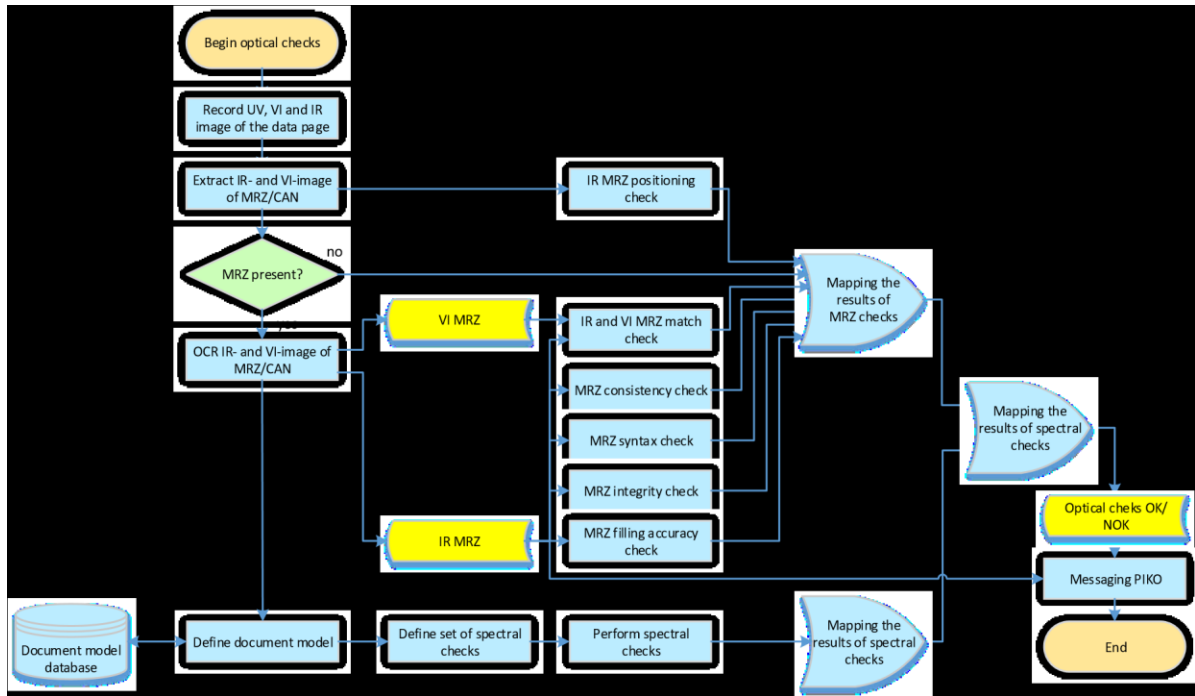 Begin optical checks
Record UV, VI and IR
image of the data page
Extract IR- and VI-image
of MRZ/CAN
IR MRZ positioning
check
no
MRZ present?
Mapping the
results of
MRZ checks
VI MRZ
IR and VI MRZ match
check
OCR IR- and VI-image of
MRZ/CAN
MRZ consistency check
MRZ syntax check
MRZ integrity check
IR MRZ
MRZ filling accuracy
check
Mapping the
results of spectral
checks
Optical cheks OK/
NOK
Messaging PIKO
End
Document model
database
Define document model
Define set of spectral
checks
Perform spectral
checks
Mapping the
results of spectral
checks